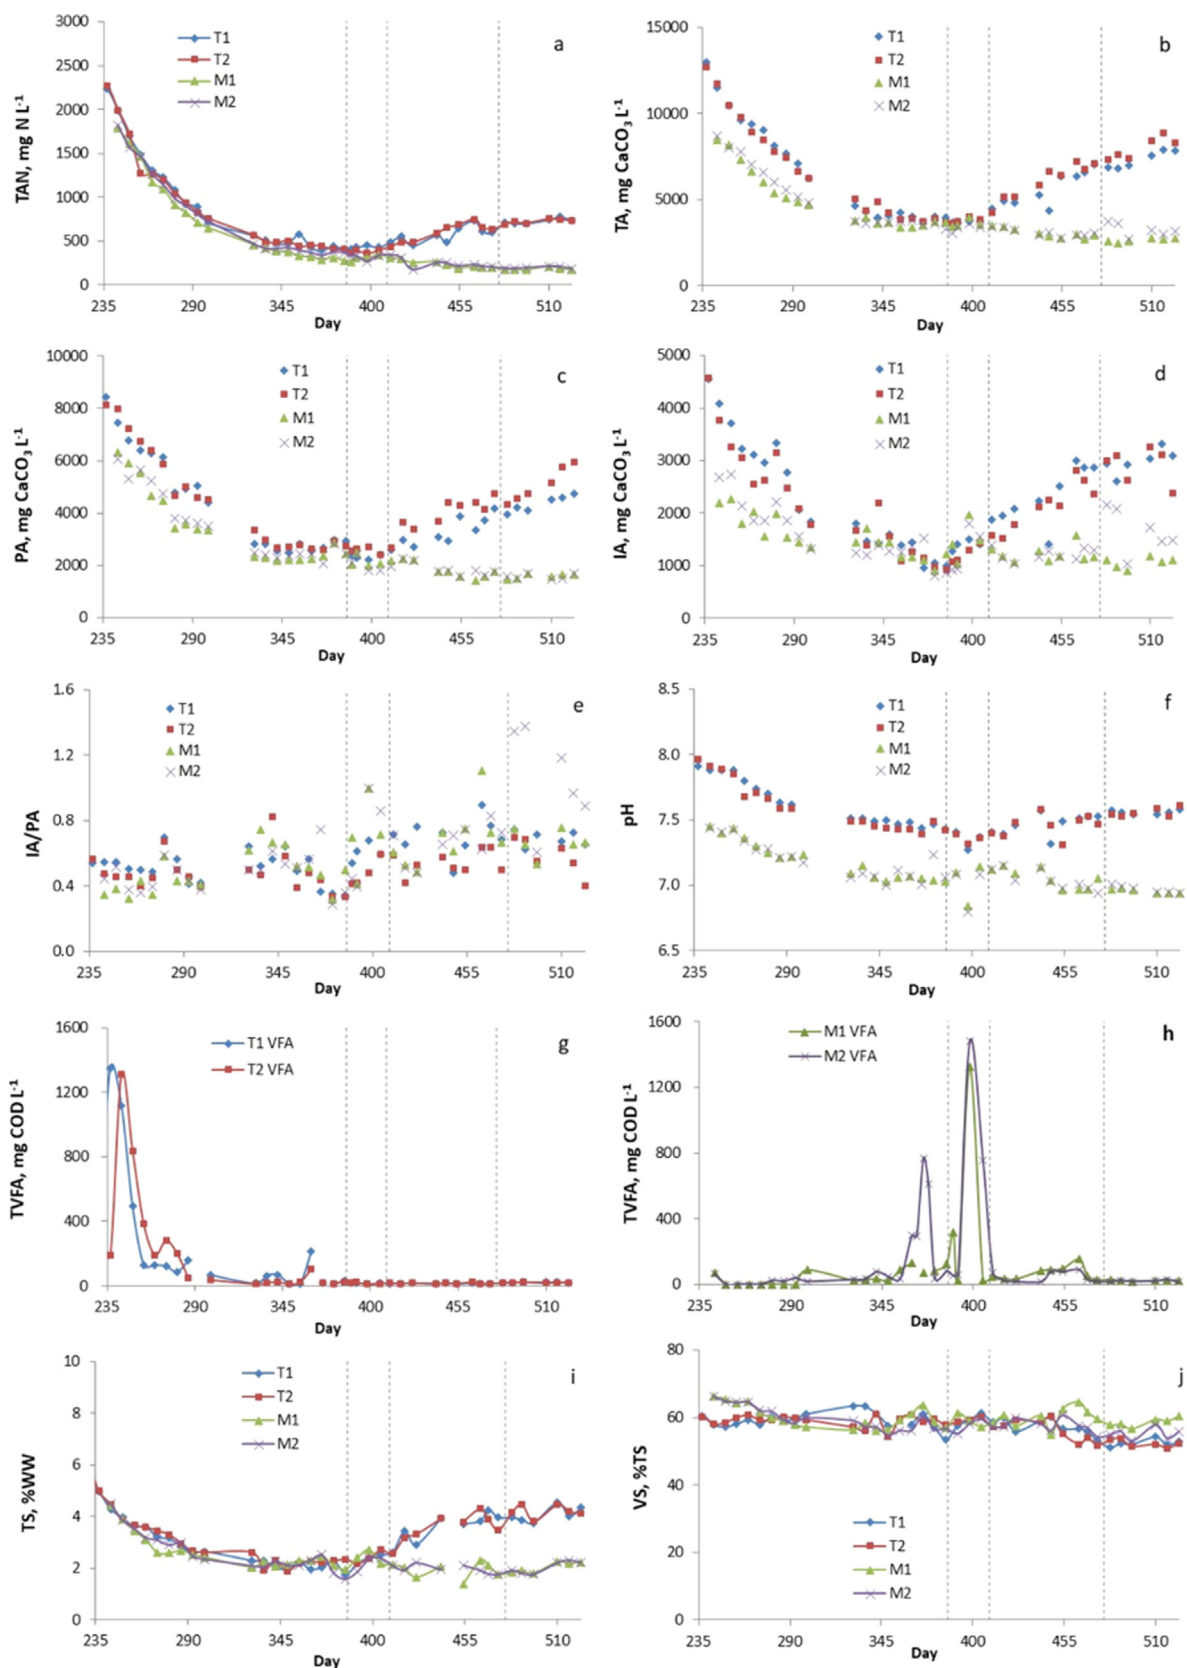 a
T1
T2
M1
M2
TAN, mg N L⁻¹
3000
2500
2000
1500
1000
500
0
235 290 345 400 455 510
Day
b
T1
T2
M1
M2
TA, mg CaCO₃ L⁻¹
15000
10000
5000
0
235 290 345 400 455 510
Day
c
T1
T2
M1
M2
PA, mg CaCO₃ L⁻¹
10000
8000
6000
4000
2000
0
235 290 345 400 455 510
Day
d
T1
T2
M1
M2
IA, mg CaCO₃ L⁻¹
5000
4000
3000
2000
1000
0
235 290 345 400 455 510
Day
e
T1
T2
M1
M2
IA/PA
1.6
1.2
0.8
0.4
0.0
235 290 345 400 455 510
Day
f
T1
T2
M1
M2
pH
8.5
8.0
7.5
7.0
6.5
235 290 345 400 455 510
Day
g
T1 VFA
T2 VFA
TVFA, mg COD L⁻¹
1600
1200
800
400
0
235 290 345 400 455 510
Day
h
M1 VFA
M2 VFA
TVFA, mg COD L⁻¹
1600
1200
800
400
0
235 290 345 400 455 510
Day
i
T1
T2
M1
M2
TS, %WW
10
8
6
4
2
0
235 290 345 400 455 510
Day
j
T1
T2
M1
M2
VS, %TS
80
60
40
20
0
235 290 345 400 455 510
Day